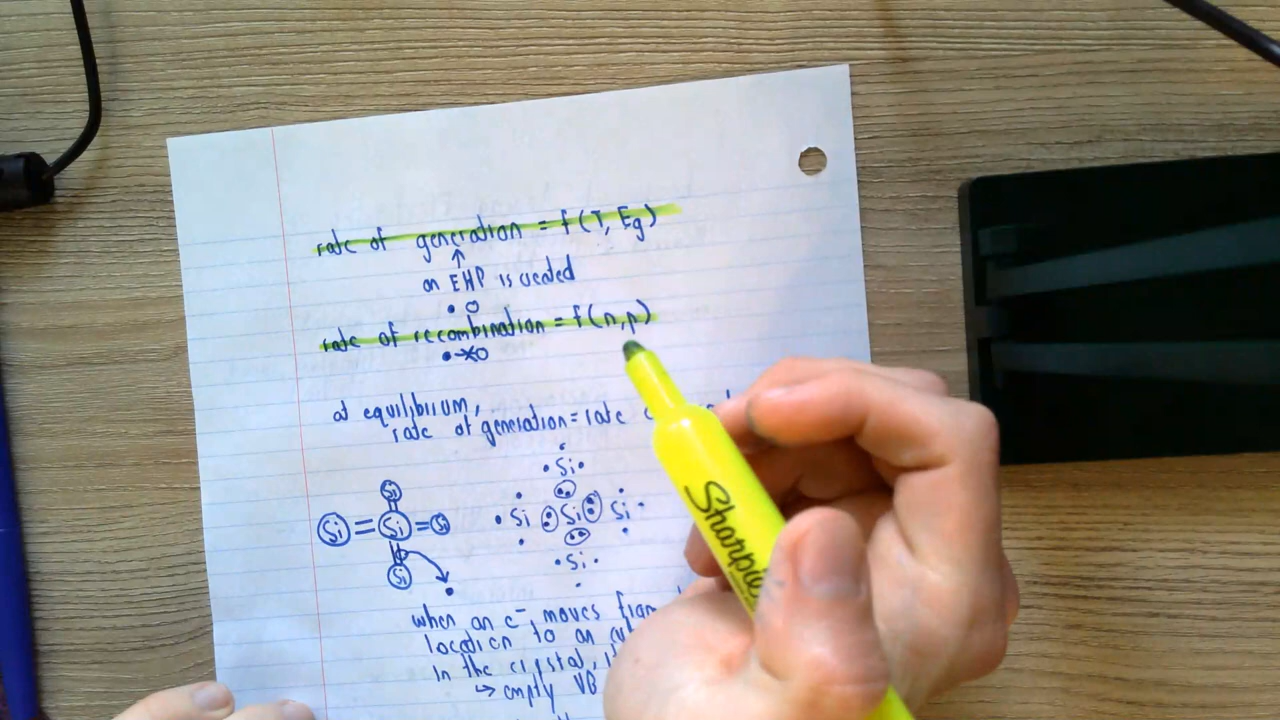 rate of generation = f(T, Eg)
↑
an EHP is created
rate of recombination = f(n,p)
at equilibrium,
rate of generation = rate
Si
Si Si Si
Si = Si = Si
Si
Si
Si
when an e⁻ moves from
location to an
in the crystal,
↳ empty VB
Sharpie